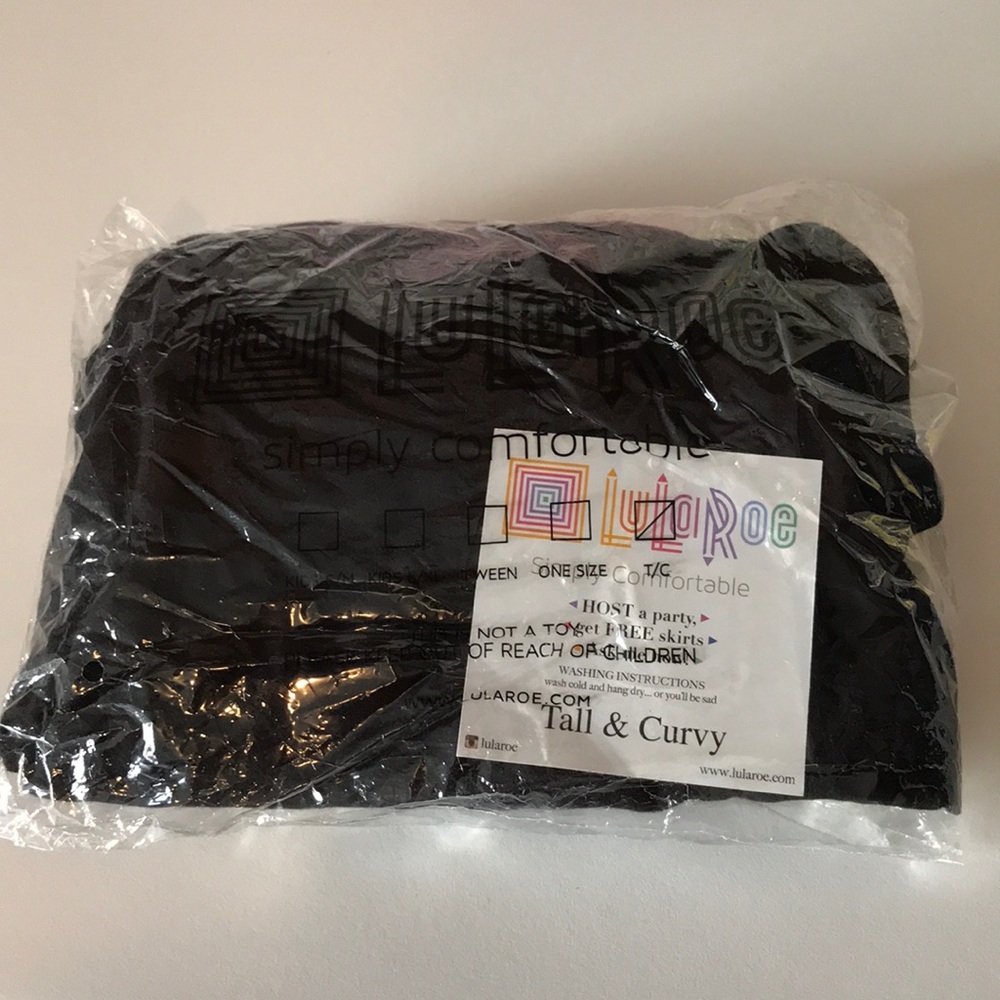 LuLaRoe
simply comfortable
LuLaRoe
Simply Comfortable
TWEEN ONE SIZE T/C
HOST a party,
get FREE skirts
NOT A TOY
OF REACH OF CHILDREN
WASHING INSTRUCTIONS
wash cold and hang dry... or you'll be sad
LULAROE.COM
Tall & Curvy
lularoe
www.lularoe.com